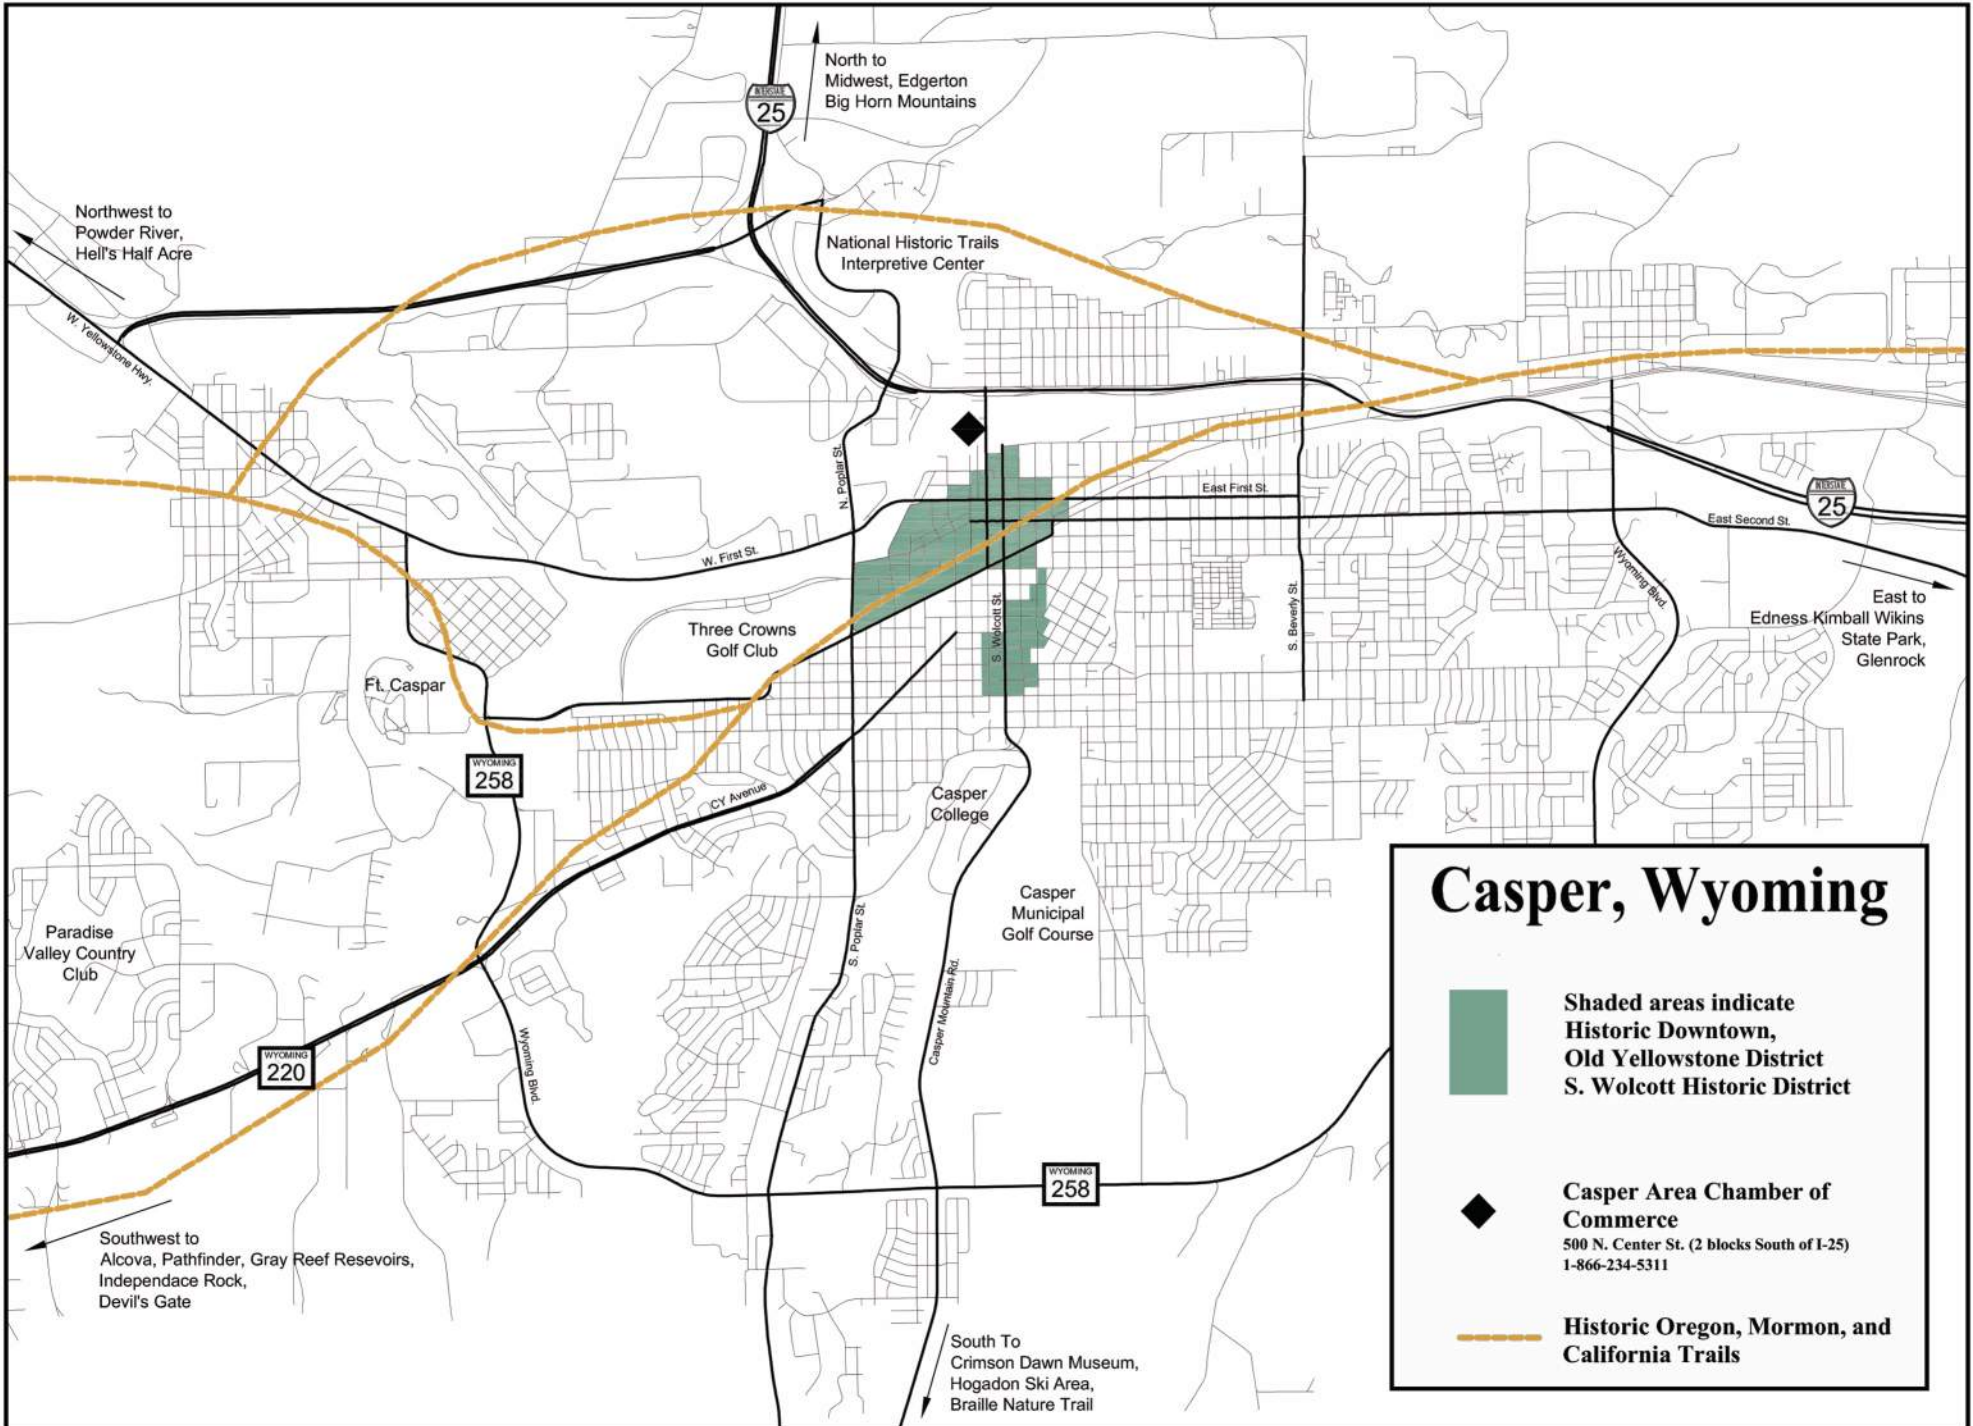 INTERSTATE
25
North to
Midwest, Edgerton
Big Horn Mountains
Northwest to
Powder River,
Hell's Half Acre
National Historic Trails
Interpretive Center
W. Yellowstone Hwy.
N. Poplar St.
East First St.
INTERSTATE
25
East Second St.
W. First St.
Wyoming Blvd.
S. Beverly St.
S. Wolcott St.
East to
Edness Kimball Wikins
State Park,
Glenrock
Three Crowns
Golf Club
Ft. Caspar
WYOMING
258
CY Avenue
Casper
College
Casper
Municipal
Golf Course
Paradise
Valley Country
Club
S. Poplar St.
Casper Mountain Rd.
Wyoming Blvd.
WYOMING
220
WYOMING
258
Southwest to
Alcova, Pathfinder, Gray Reef Resevoirs,
Independace Rock,
Devil's Gate
South To
Crimson Dawn Museum,
Hogadon Ski Area,
Braille Nature Trail
Casper, Wyoming
Shaded areas indicate
Historic Downtown,
Old Yellowstone District
S. Wolcott Historic District
Casper Area Chamber of
Commerce
500 N. Center St. (2 blocks South of I-25)
1-866-234-5311
Historic Oregon, Mormon, and
California Trails